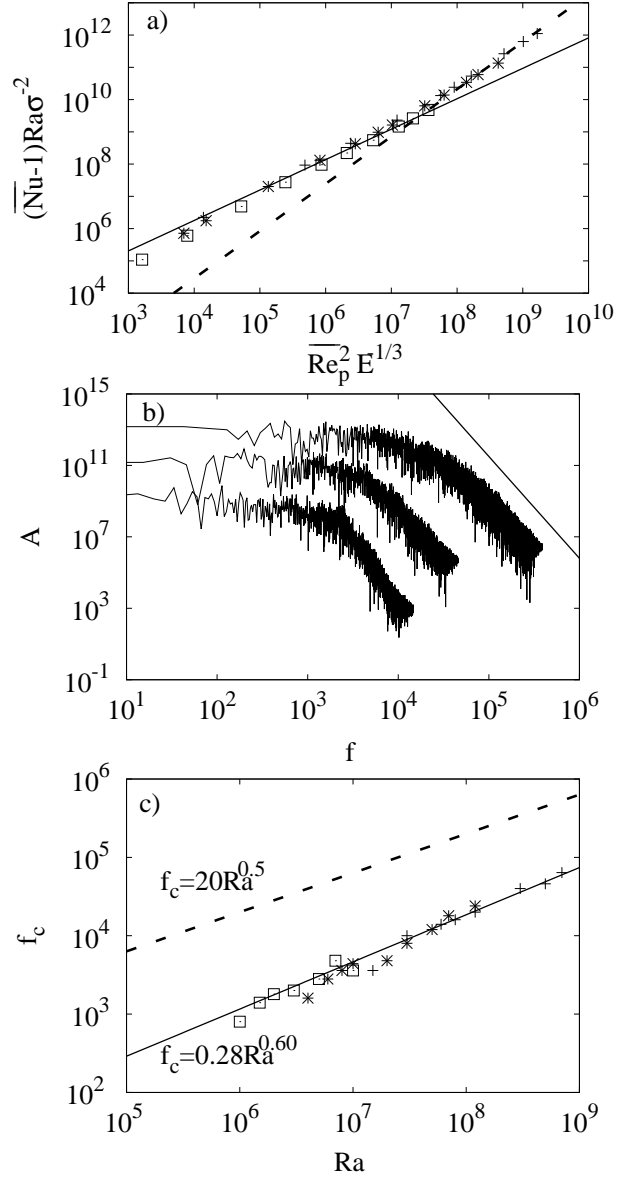 a)
10^12
10^10
10^8
10^6
10^4
(Nu-1)Raσ^-2
10^3 10^4 10^5 10^6 10^7 10^8 10^9 10^10
Re_p^2 E^1/3
b)
10^15
10^11
10^7
10^3
10^-1
A
10^1 10^2 10^3 10^4 10^5 10^6
f
c)
10^6
10^5
10^4
10^3
10^2
f_c
f_c=20Ra^0.5
f_c=0.28Ra^0.60
10^5 10^6 10^7 10^8 10^9
Ra